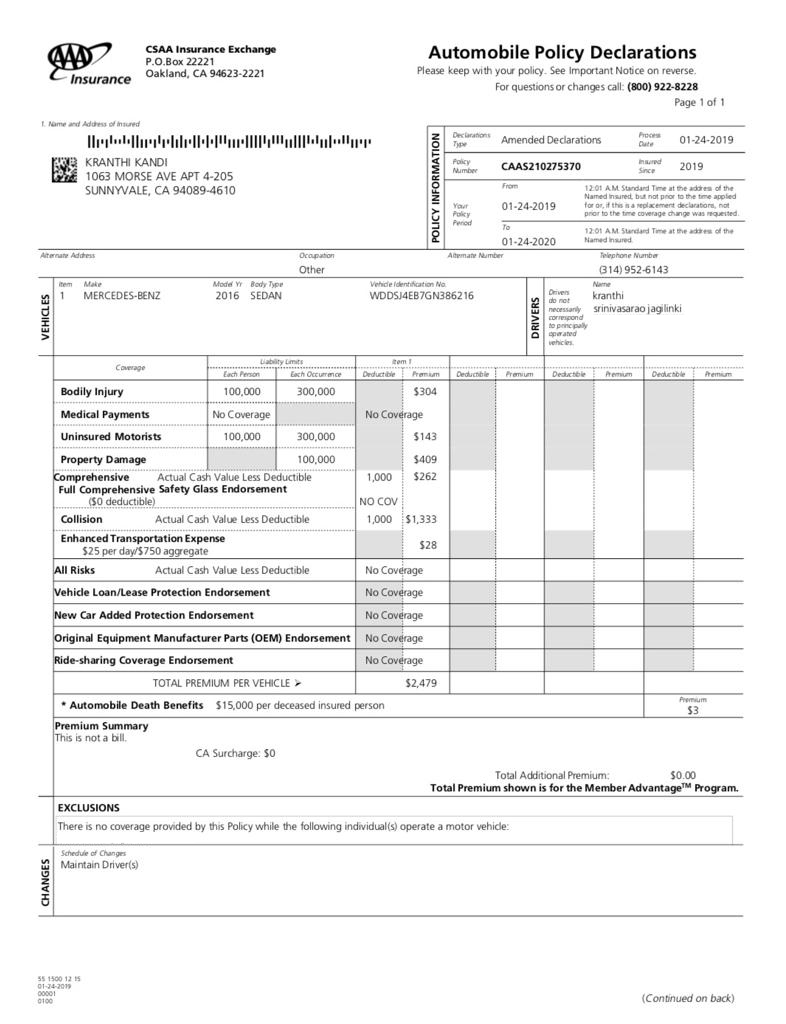 AAA
Insurance
CSAA Insurance Exchange
P.O.Box 22221
Oakland, CA 94623-2221
Automobile Policy Declarations
Please keep with your policy. See Important Notice on reverse.
For questions or changes call: (800) 922-8228
Page 1 of 1
1. Name and Address of Insured
KRANTHI KANDI
1063 MORSE AVE APT 4-205
SUNNYVALE, CA 94089-4610
POLICY INFORMATION
Declarations Type Amended Declarations Process Date 01-24-2019
Policy Number CAAS210275370 Insured Since 2019
Your Policy Period
From
01-24-2019
12:01 A.M. Standard Time at the address of the
Named Insured, but not prior to the time applied
for or, if this is a replacement declarations, not
prior to the time coverage change was requested.
To
01-24-2020
12:01 A.M. Standard Time at the address of the
Named Insured.
Alternate Address Occupation Alternate Number Telephone Number
Other (314) 952-6143
VEHICLES
Item Make Model Yr Body Type Vehicle Identification No.
1 MERCEDES-BENZ 2016 SEDAN WDDSJ4EB7GN386216
DRIVERS
Drivers
do not
necessarily
correspond
to principally
operated
vehicles.
Name
kranthi
srinivasarao jagilinki
Coverage Liability Limits Item 1
Each Person Each Occurrence Deductible Premium Deductible Premium Deductible Premium Deductible Premium
Bodily Injury 100,000 300,000 $304
Medical Payments No Coverage No Coverage
Uninsured Motorists 100,000 300,000 $143
Property Damage 100,000 $409
Comprehensive Actual Cash Value Less Deductible 1,000 $262
Full Comprehensive Safety Glass Endorsement
($0 deductible) NO COV
Collision Actual Cash Value Less Deductible 1,000 $1,333
Enhanced Transportation Expense
$25 per day/$750 aggregate $28
All Risks Actual Cash Value Less Deductible No Coverage
Vehicle Loan/Lease Protection Endorsement No Coverage
New Car Added Protection Endorsement No Coverage
Original Equipment Manufacturer Parts (OEM) Endorsement No Coverage
Ride-sharing Coverage Endorsement No Coverage
TOTAL PREMIUM PER VEHICLE ➢ $2,479
* Automobile Death Benefits $15,000 per deceased insured person
Premium
$3
Premium Summary
This is not a bill.
CA Surcharge: $0
Total Additional Premium: $0.00
Total Premium shown is for the Member Advantage™ Program.
EXCLUSIONS
There is no coverage provided by this Policy while the following individual(s) operate a motor vehicle:
CHANGES
Schedule of Changes
Maintain Driver(s)
55 1500 12 15
01-24-2019
00001
0100
(Continued on back)